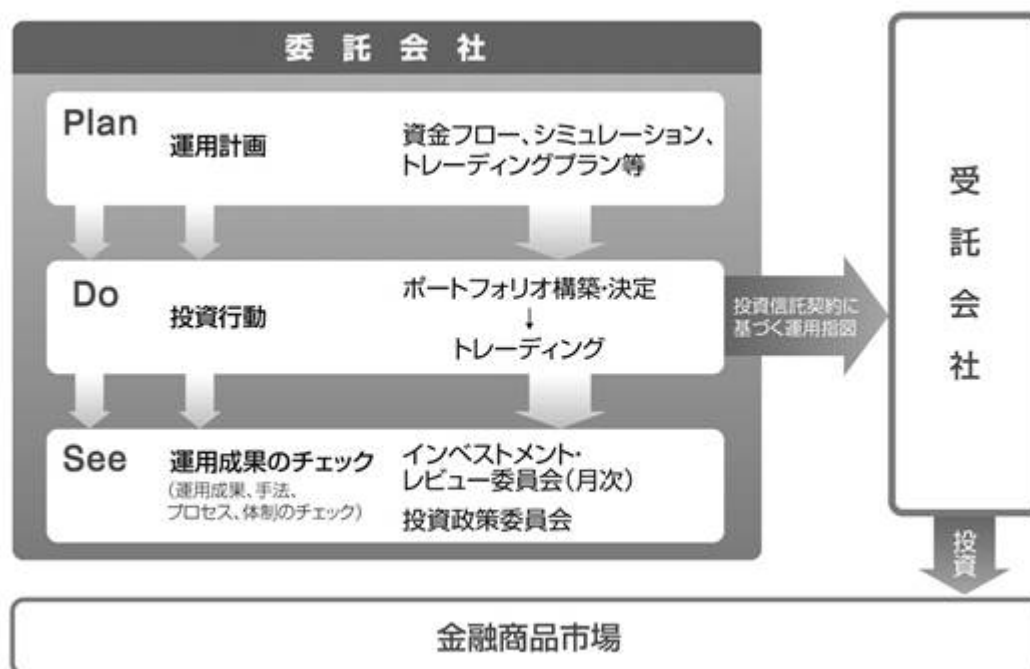 委託会社
Plan
運用計画
資金フロー、シミュレーション、
トレーディングプラン等
Do
投資行動
ポートフォリオ構築・決定
↓
トレーディング
See
運用成果のチェック
(運用成果、手法、
プロセス、体制のチェック)
インベストメント・
レビュー委員会(月次)
投資政策委員会
投資信託契約に
基づく運用指図
受託会社
投資
金融商品市場